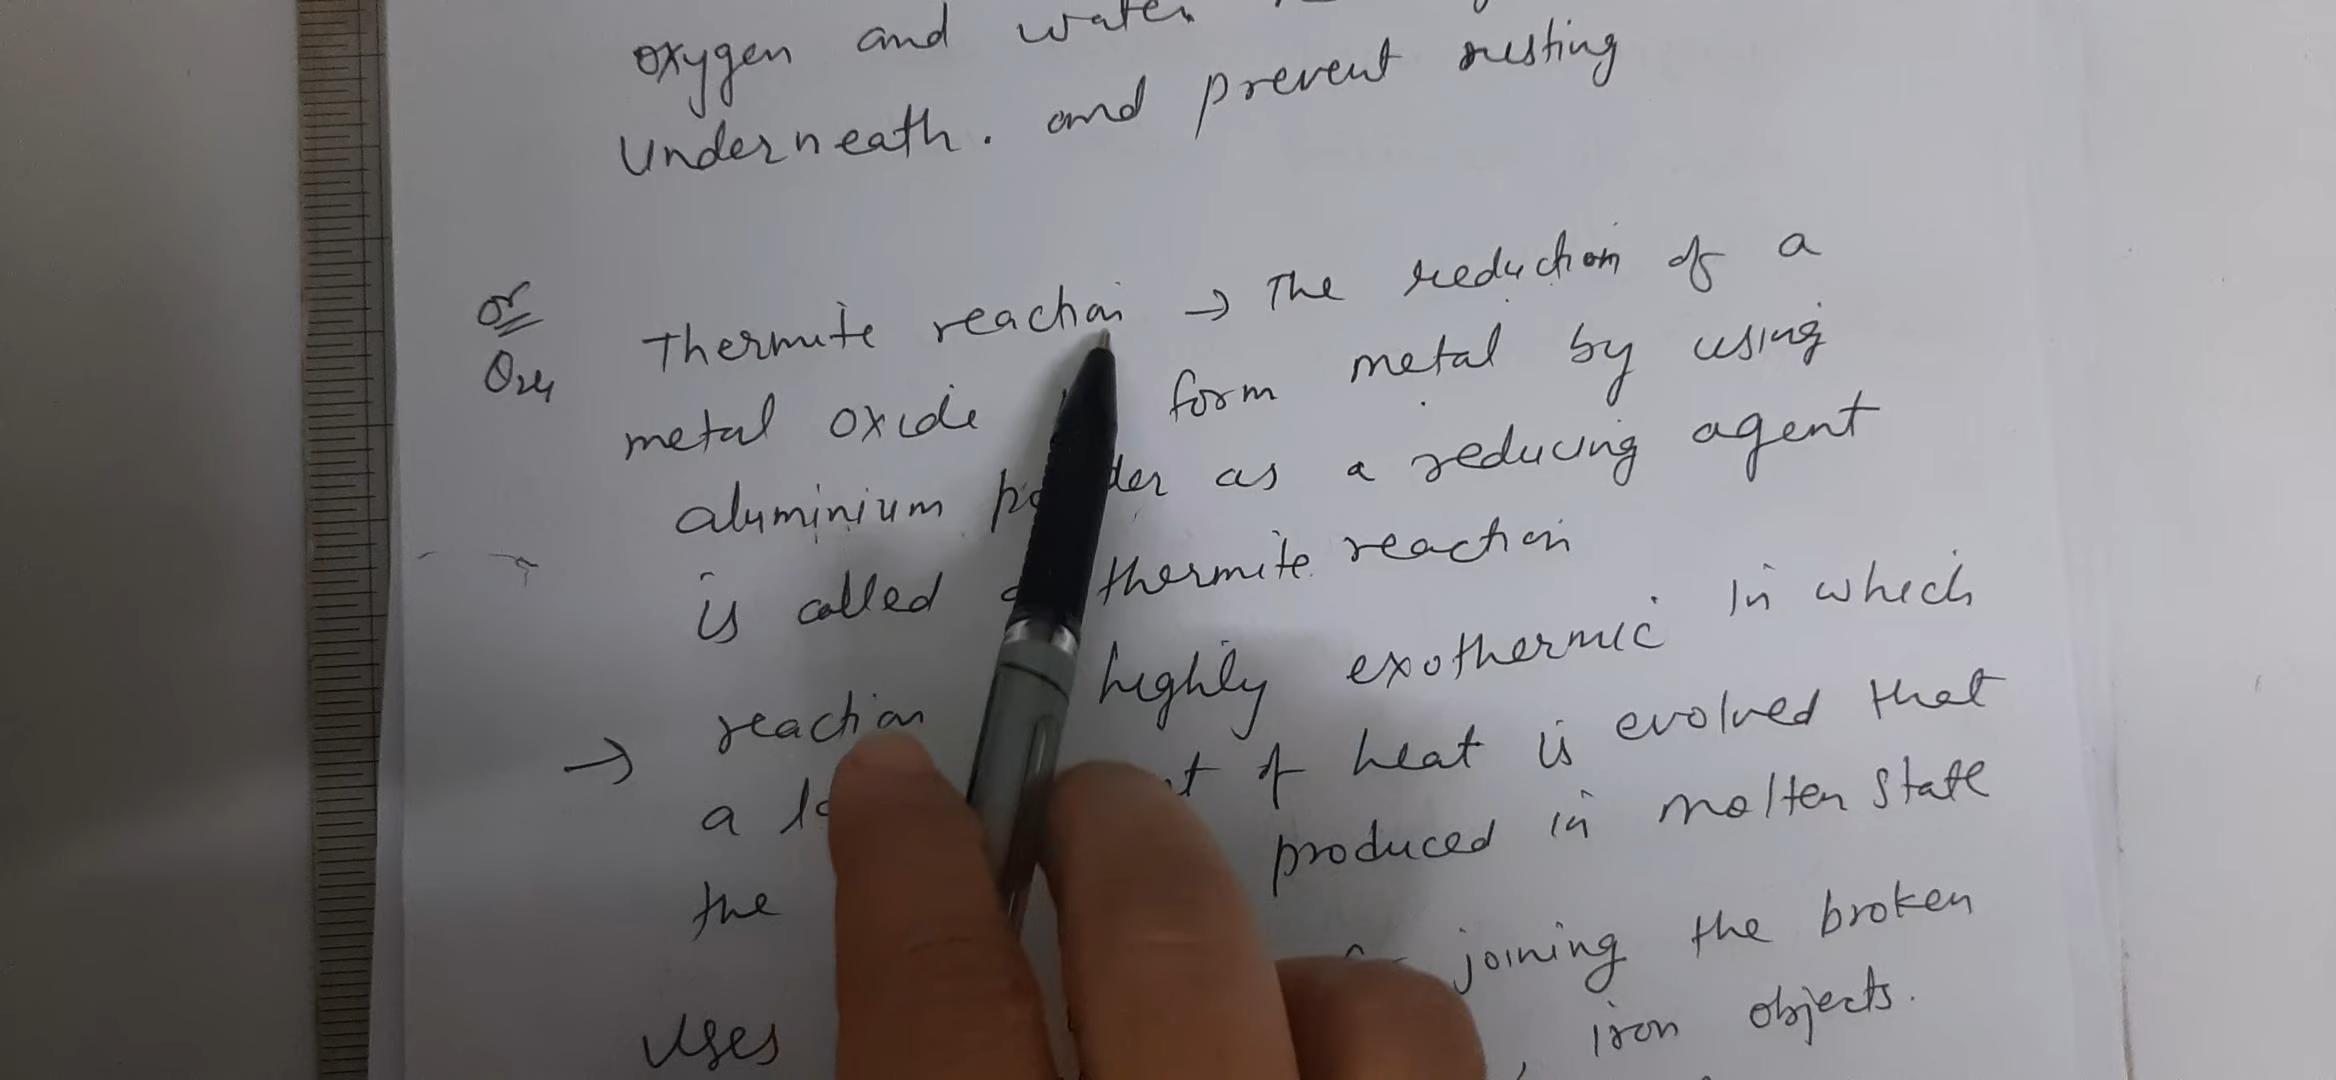 oxygen and water
Underneath. and prevent rusting
or
Thermite reaction → The reduction of a
metal oxide form metal by using
aluminium as a reducing agent
is called thermite reaction
→ reaction highly exothermic in which
a of heat is evolved that
the produced in molten state
joining the broken
Uses iron objects.